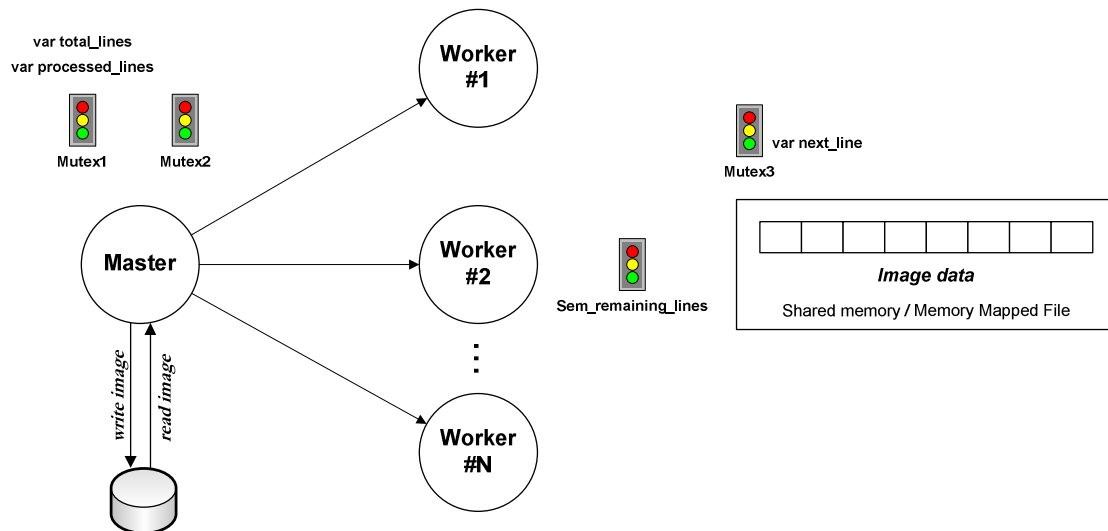 var total_lines
var processed_lines
Mutex1
Mutex2
Master
write image
read image
Worker
#1
Worker
#2
...
Worker
#N
Sem_remaining_lines
var next_line
Mutex3
Image data
Shared memory / Memory Mapped File